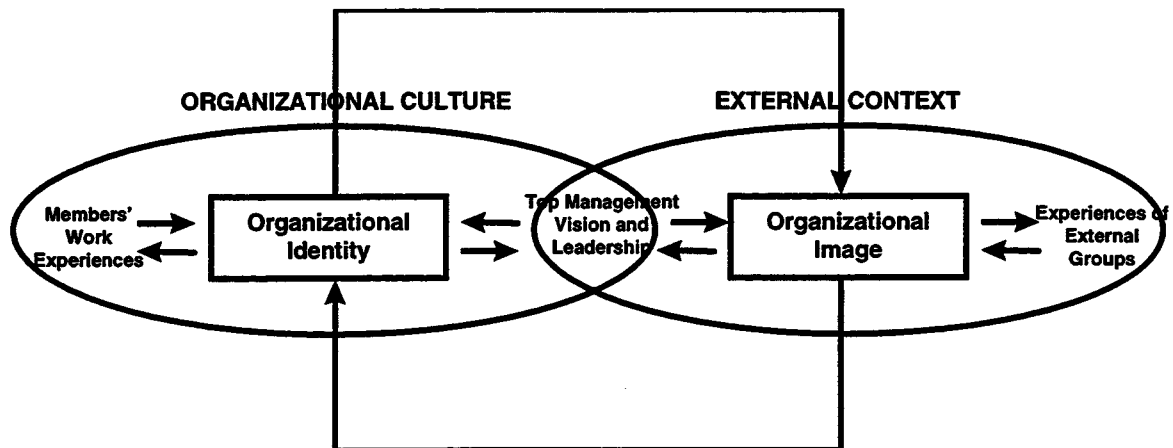 ORGANIZATIONAL CULTURE
EXTERNAL CONTEXT
Members'
Work
Experiences
Organizational
Identity
Top Management
Vision and
Leadership
Organizational
Image
Experiences of
External
Groups